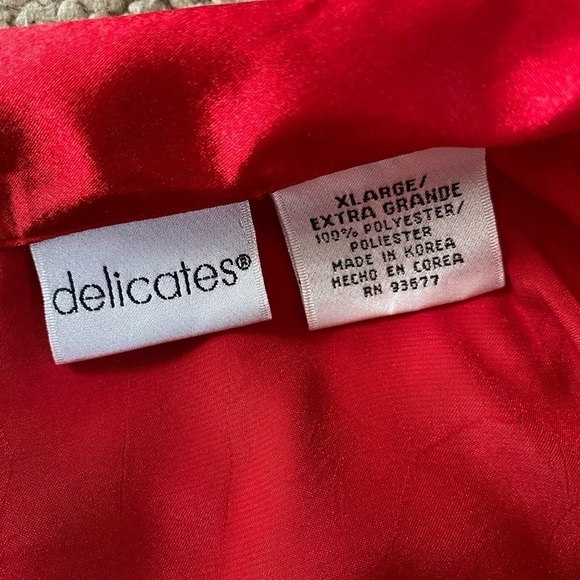 delicates®
XLARGE/
EXTRA GRANDE
100% POLYESTER/
POLIESTER
MADE IN KOREA
HECHO EN COREA
RN 93677